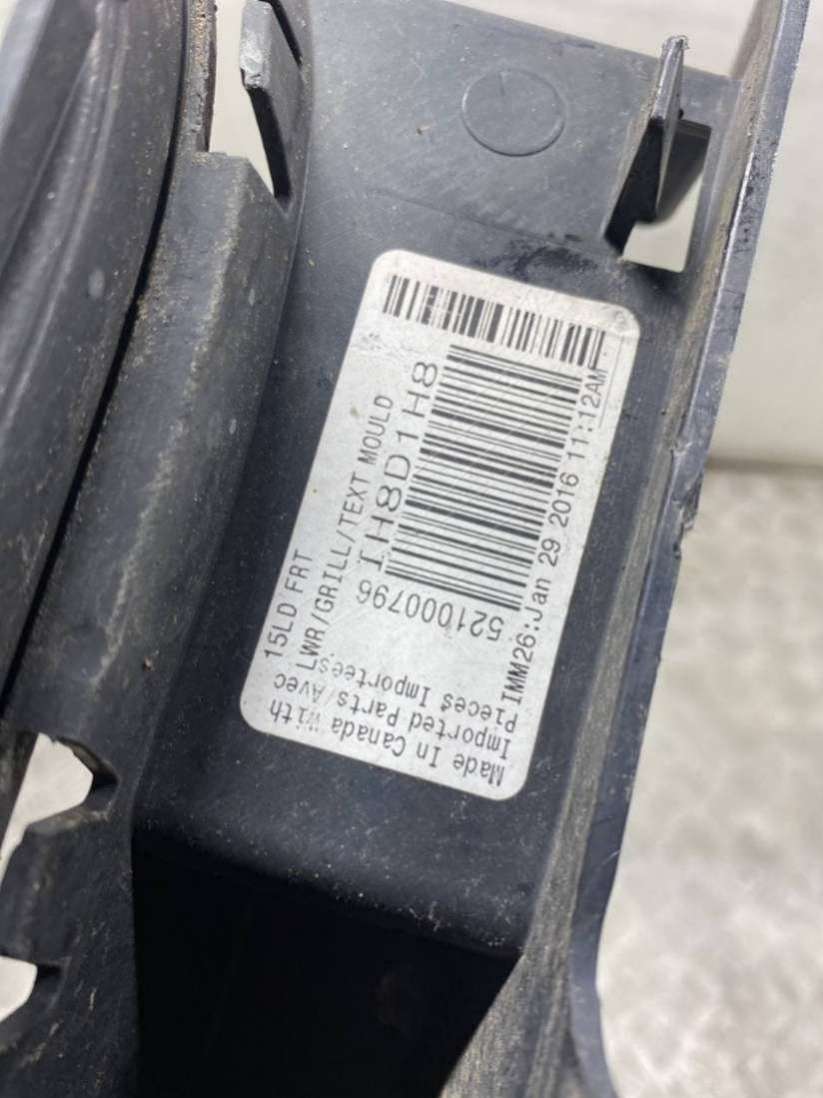 15LD FRT
LWR/GRILL/TEXT MOULD
IH8D1H8
521000796
IMM26:Jan 29 2016 11:12AM
Made In Canada With
Imported Parts/Avec
Pieces Importees